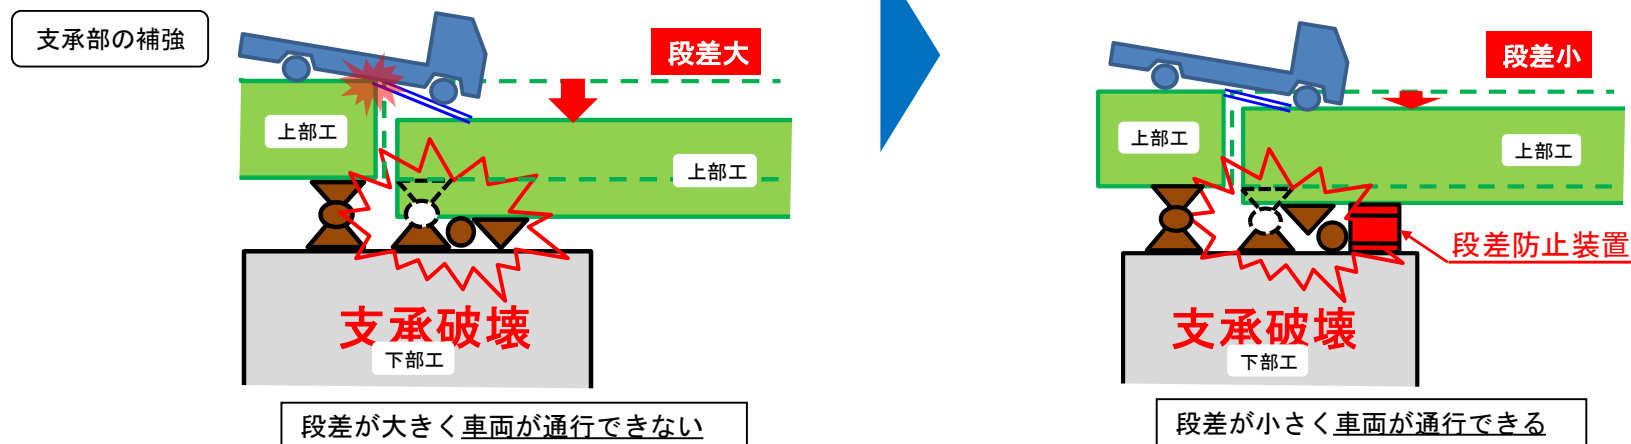 支承部の補強
段差大
上部工
上部工
支承破壊
下部工
段差が大きく車両が通行できない
段差小
上部工
上部工
段差防止装置
支承破壊
下部工
段差が小さく車両が通行できる